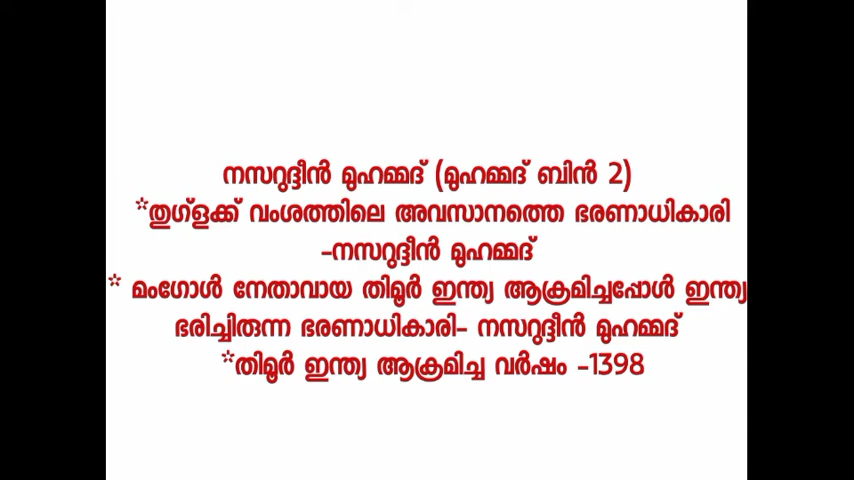 നസറുദ്ദീൻ മുഹമ്മദ് (മുഹമ്മദ് ബിൻ 2)
*തുഗ്ളക്ക് വംശത്തിലെ അവസാനത്തെ ഭരണാധികാരി
-നസറുദ്ദീൻ മുഹമ്മദ്
* മംഗോൾ നേതാവായ തിമൂർ ഇന്ത്യ ആക്രമിച്ചപ്പോൾ ഇന്ത്യ
ഭരിച്ചിരുന്ന ഭരണാധികാരി- നസറുദ്ദീൻ മുഹമ്മദ്
*തിമൂർ ഇന്ത്യ ആക്രമിച്ച വർഷം -1398